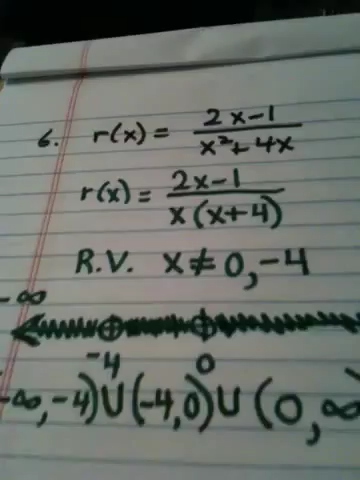 6. r(x) = 2x-1 / x²+4x
r(x) = 2x-1 / x(x+4)
R.V. x ≠ 0, -4
-∞
-4 0
-∞, -4) U (-4, 0) U (0, ∞